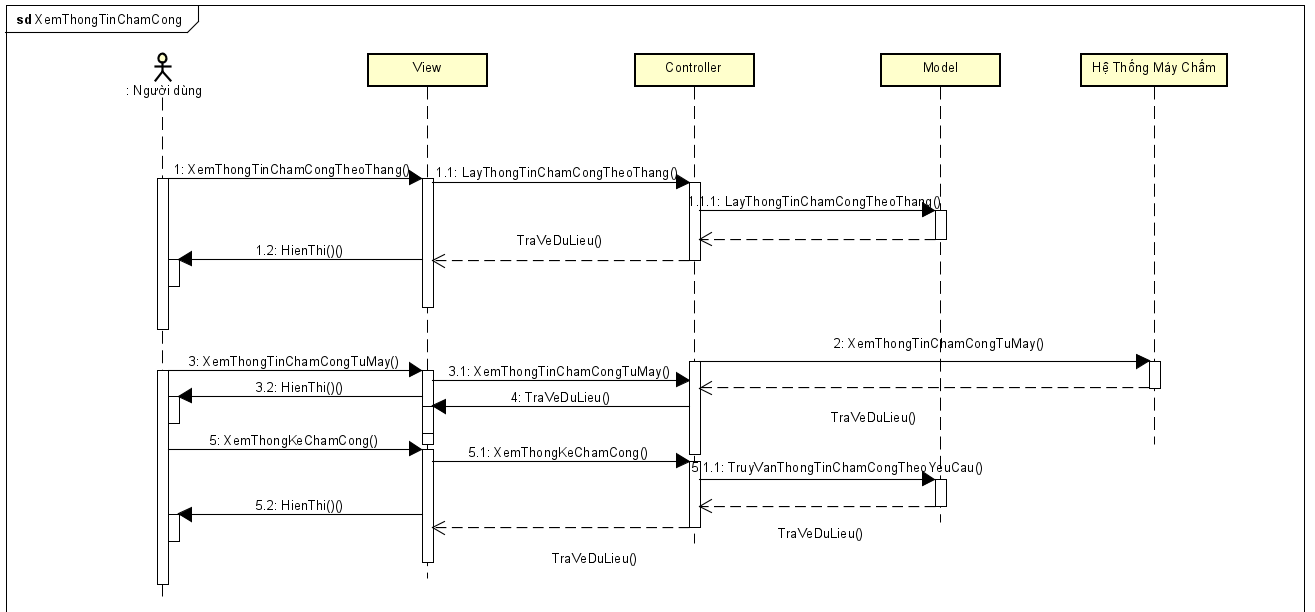 sd XemThongTinChamCong
: Người dùng
View
Controller
Model
Hệ Thống Máy Chấm
1: XemThongTinChamCongTheoThang()
1.1: LayThongTinChamCongTheoThang()
1.1.1: LayThongTinChamCongTheoThang()
TraVeDuLieu()
1.2: HienThi()()
2: XemThongTinChamCongTuMay()
3: XemThongTinChamCongTuMay()
3.1: XemThongTinChamCongTuMay()
3.2: HienThi()()
4: TraVeDuLieu()
TraVeDuLieu()
5: XemThongKeChamCong()
5.1: XemThongKeChamCong()
5.1.1: TruyVanThongTinChamCongTheoYeuCau()
5.2: HienThi()()
TraVeDuLieu()
TraVeDuLieu()